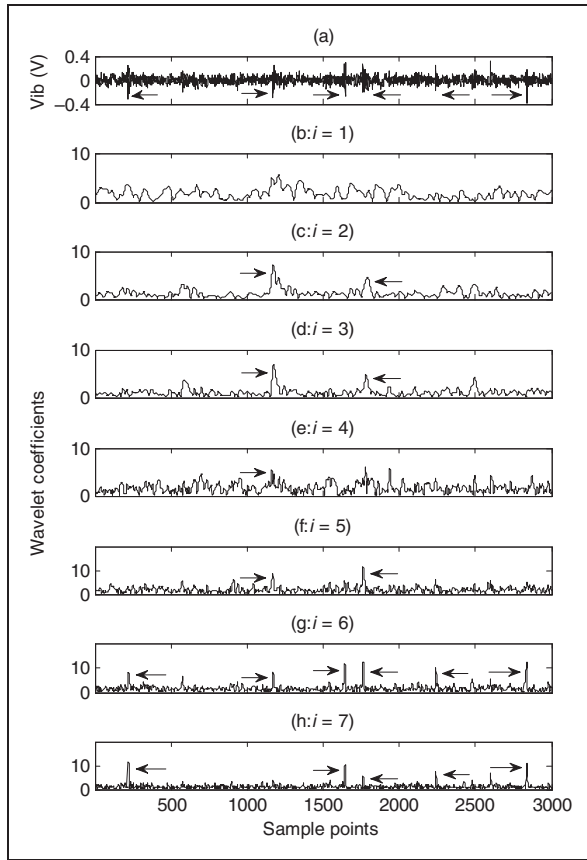 (a)
Vib (V)
0.4
0
−0.4
(b: i = 1)
10
0
(c: i = 2)
10
0
(d: i = 3)
10
0
(e: i = 4)
10
0
(f: i = 5)
10
0
(g: i = 6)
10
0
(h: i = 7)
10
0
Wavelet coefficients
500 1000 1500 2000 2500 3000
Sample points